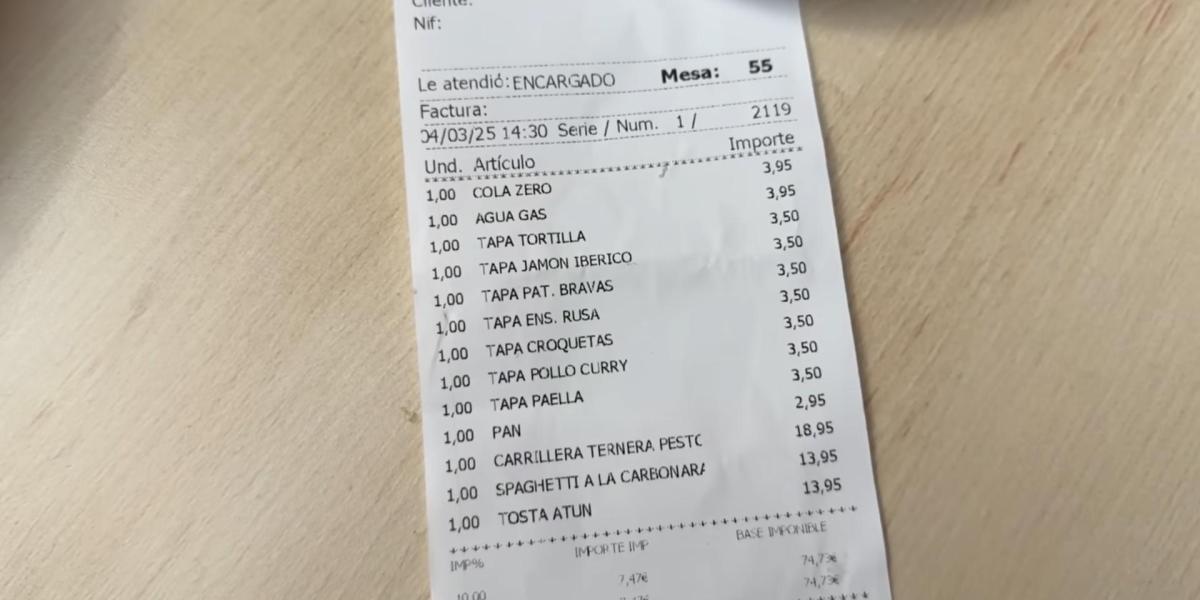 Cliente:
Nif:
Le atendió: ENCARGADO Mesa: 55
Factura:
04/03/25 14:30 Serie / Num. 1 / 2119
Und. Artículo Importe
1,00 COLA ZERO 3,95
1,00 AGUA GAS 3,95
1,00 TAPA TORTILLA 3,50
1,00 TAPA JAMON IBERICO 3,50
1,00 TAPA PAT. BRAVAS 3,50
1,00 TAPA ENS. RUSA 3,50
1,00 TAPA CROQUETAS 3,50
1,00 TAPA POLLO CURRY 3,50
1,00 TAPA PAELLA 3,50
1,00 PAN 2,95
1,00 CARRILLERA TERNERA PESTO 18,95
1,00 SPAGHETTI A LA CARBONARA 13,95
1,00 TOSTA ATUN 13,95
IMP% IMPORTE IMP BASE IMPONIBLE
10,00 7,47€ 74,73€
7,47€ 74,73€